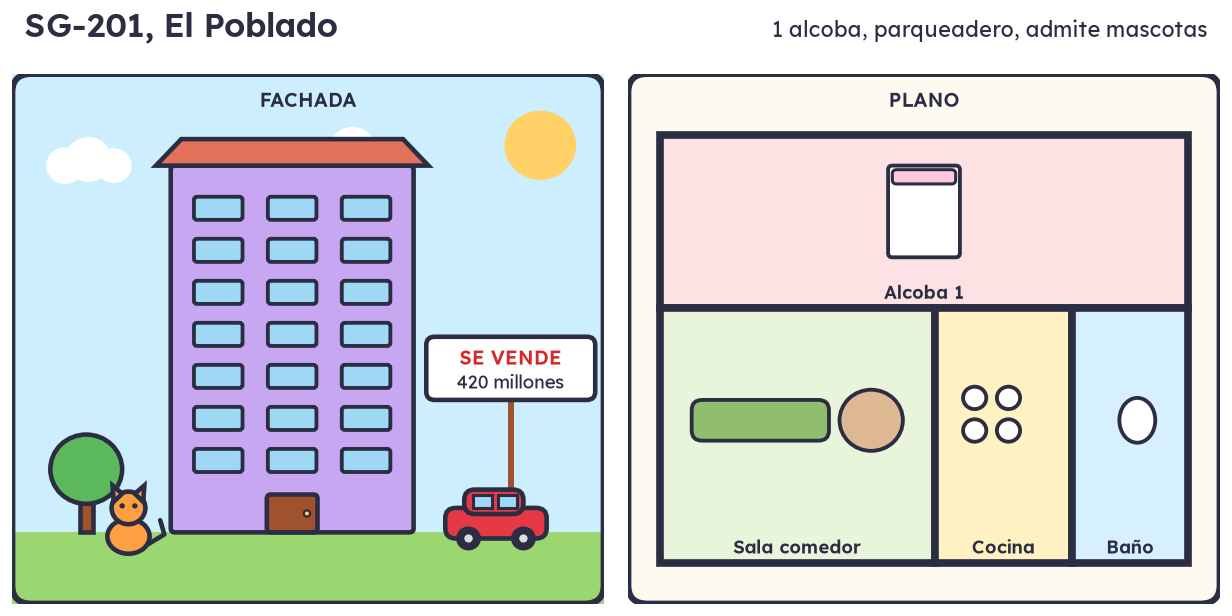 SG-201, El Poblado
1 alcoba, parqueadero, admite mascotas
FACHADA
SE VENDE
420 millones
PLANO
Alcoba 1
Sala comedor
Cocina
Baño